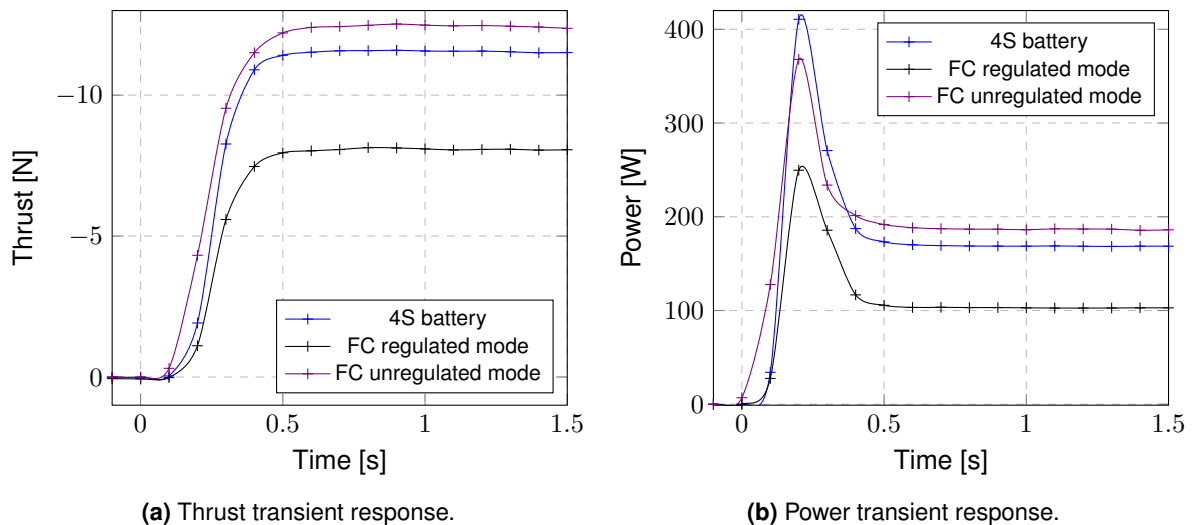 Thrust [N]
−10
−5
0
0
0.5
1
1.5
Time [s]
4S battery
FC regulated mode
FC unregulated mode
(a) Thrust transient response.
Power [W]
400
300
200
100
0
0
0.5
1
1.5
Time [s]
4S battery
FC regulated mode
FC unregulated mode
(b) Power transient response.